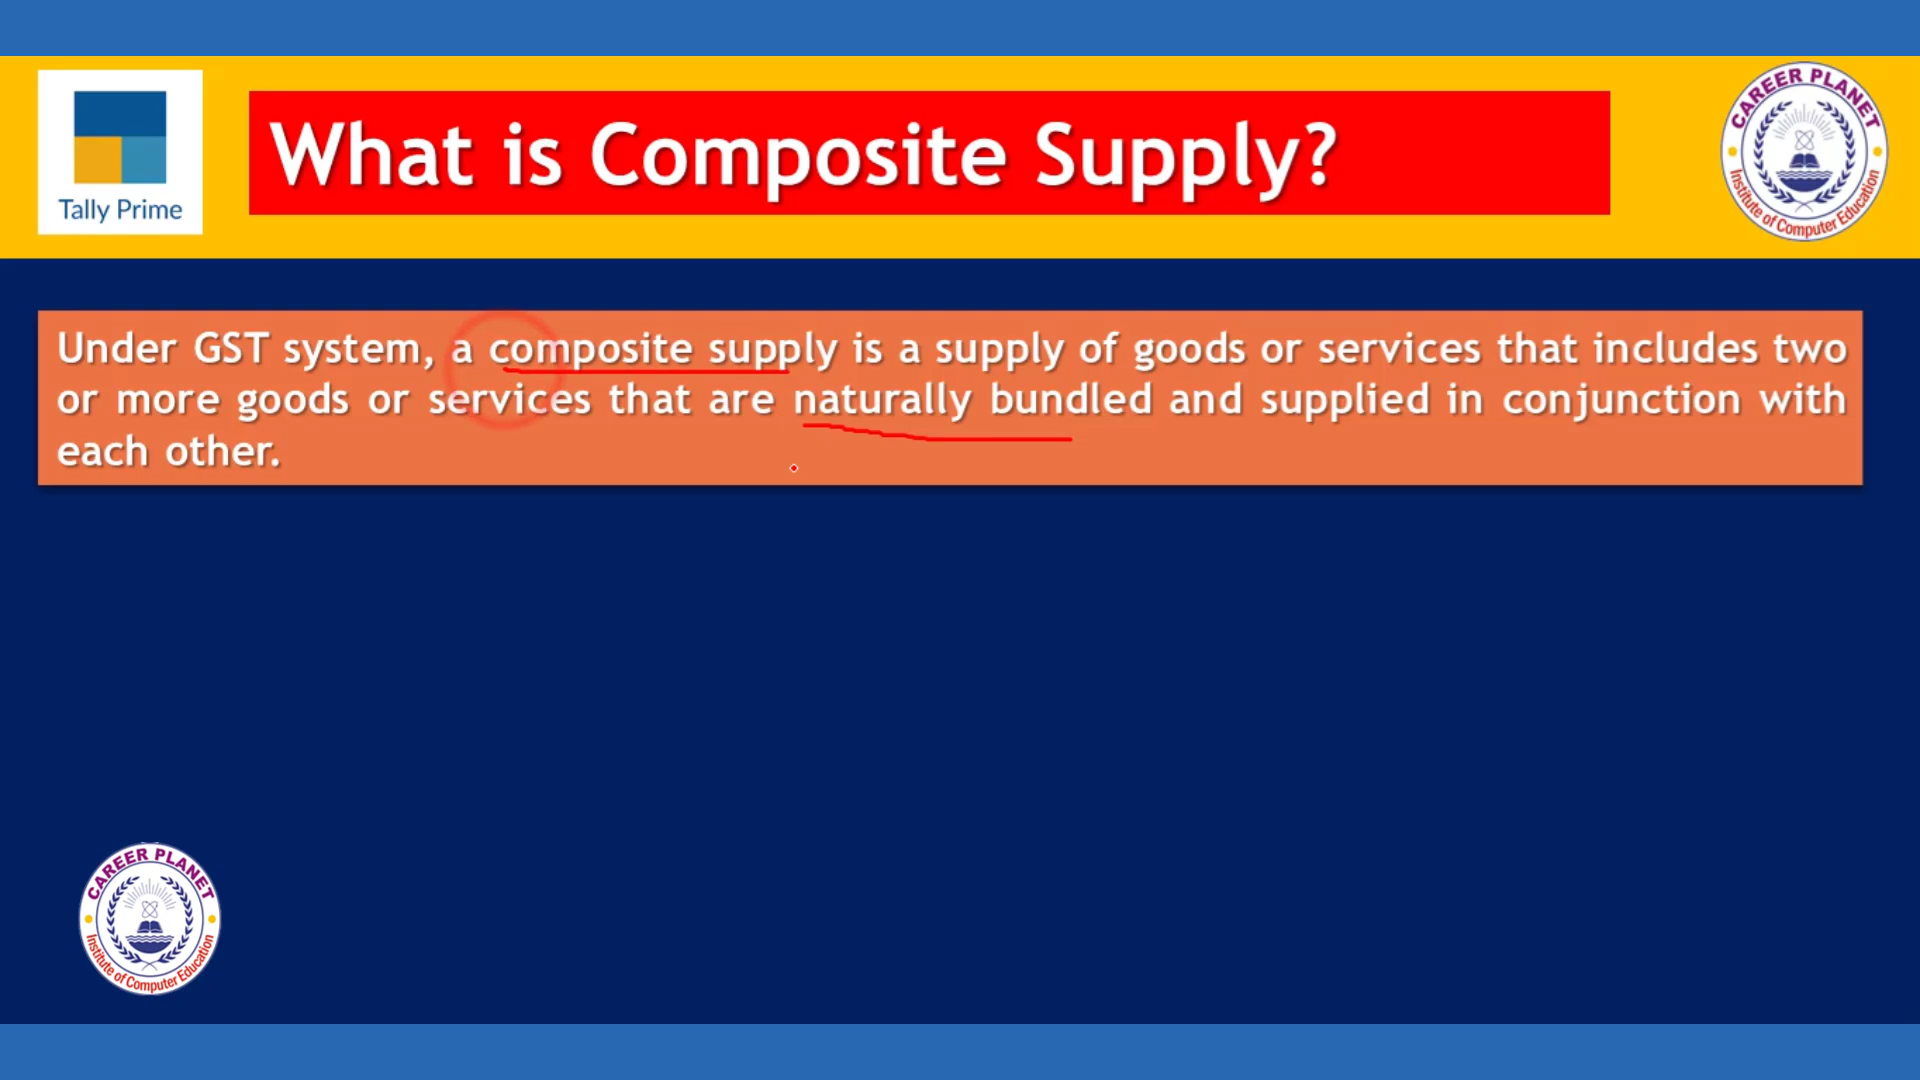 Tally Prime
What is Composite Supply?
CAREER PLANET
Institute of Computer Education
Under GST system, a composite supply is a supply of goods or services that includes two
or more goods or services that are naturally bundled and supplied in conjunction with
each other.
CAREER PLANET
Institute of Computer Education